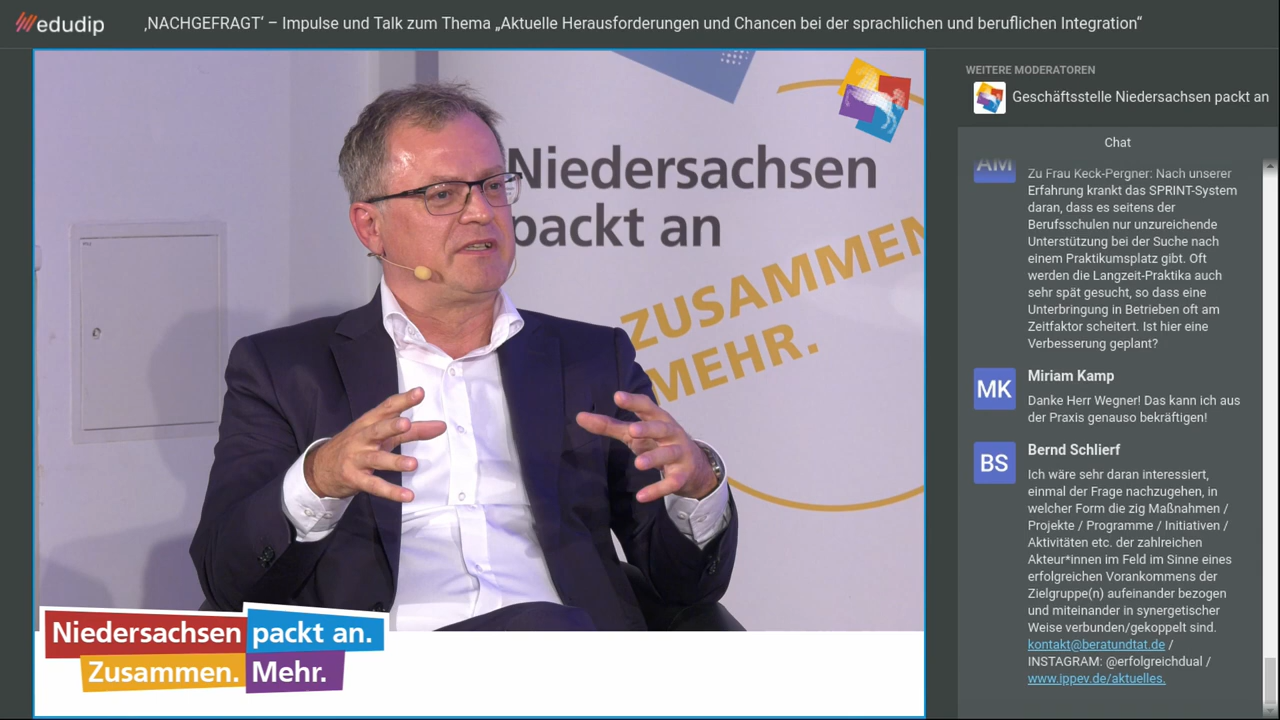 edudip
‚NACHGEFRAGT‘ – Impulse und Talk zum Thema „Aktuelle Herausforderungen und Chancen bei der sprachlichen und beruflichen Integration“
Niedersachsen
packt an
ZUSAMMEN
MEHR.
Niedersachsen packt an.
Zusammen. Mehr.
WEITERE MODERATOREN
Geschäftsstelle Niedersachsen packt an
Chat
AM
Zu Frau Keck-Pergner: Nach unserer
Erfahrung krankt das SPRINT-System
daran, dass es seitens der
Berufsschulen nur unzureichende
Unterstützung bei der Suche nach
einem Praktikumsplatz gibt. Oft
werden die Langzeit-Praktika auch
sehr spät gesucht, so dass eine
Unterbringung in Betrieben oft am
Zeitfaktor scheitert. Ist hier eine
Verbesserung geplant?
MK
Miriam Kamp
Danke Herr Wegner! Das kann ich aus
der Praxis genauso bekräftigen!
BS
Bernd Schlierf
Ich wäre sehr daran interessiert,
einmal der Frage nachzugehen, in
welcher Form die zig Maßnahmen /
Projekte / Programme / Initiativen /
Aktivitäten etc. der zahlreichen
Akteur*innen im Feld im Sinne eines
erfolgreichen Vorankommens der
Zielgruppe(n) aufeinander bezogen
und miteinander in synergetischer
Weise verbunden/gekoppelt sind.
kontakt@beratundtat.de /
INSTAGRAM: @erfolgreichdual /
www.ippev.de/aktuelles.